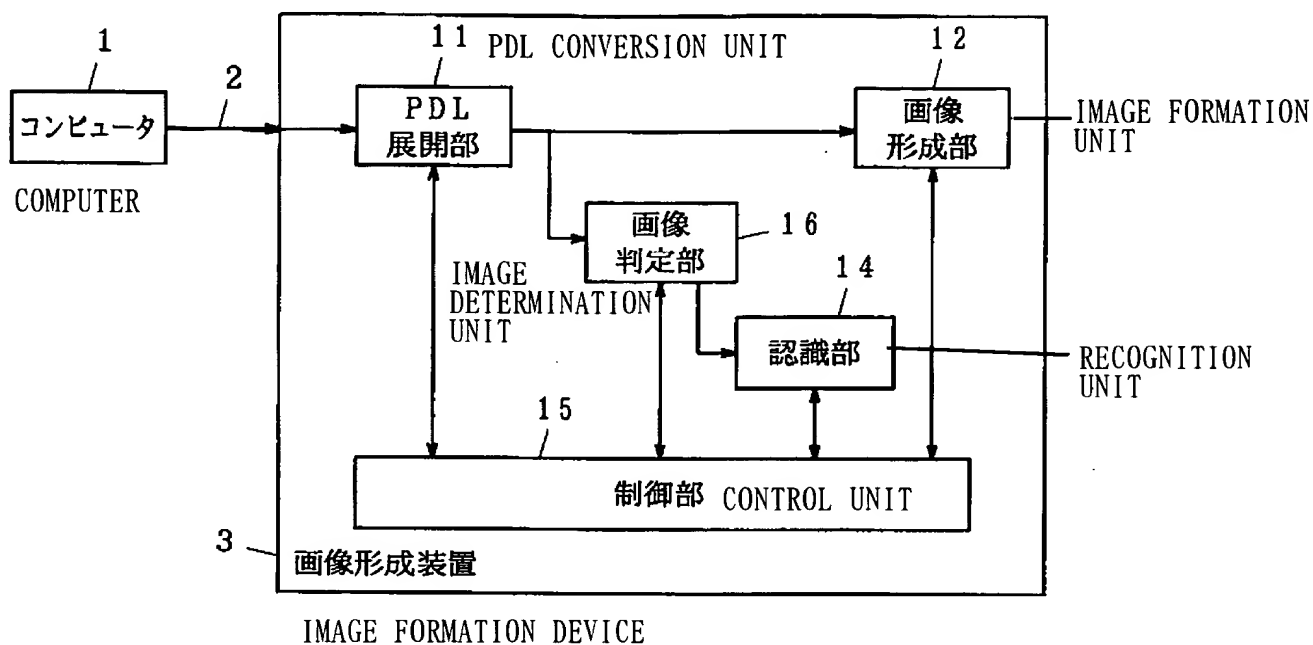 1
2
コンピュータ
COMPUTER
11
PDL CONVERSION UNIT
12
PDL
展開部
画像
形成部
IMAGE FORMATION
UNIT
画像
判定部
16
IMAGE
DETERMINATION
UNIT
14
認識部
RECOGNITION
UNIT
15
制御部 CONTROL UNIT
3
画像形成装置
IMAGE FORMATION DEVICE